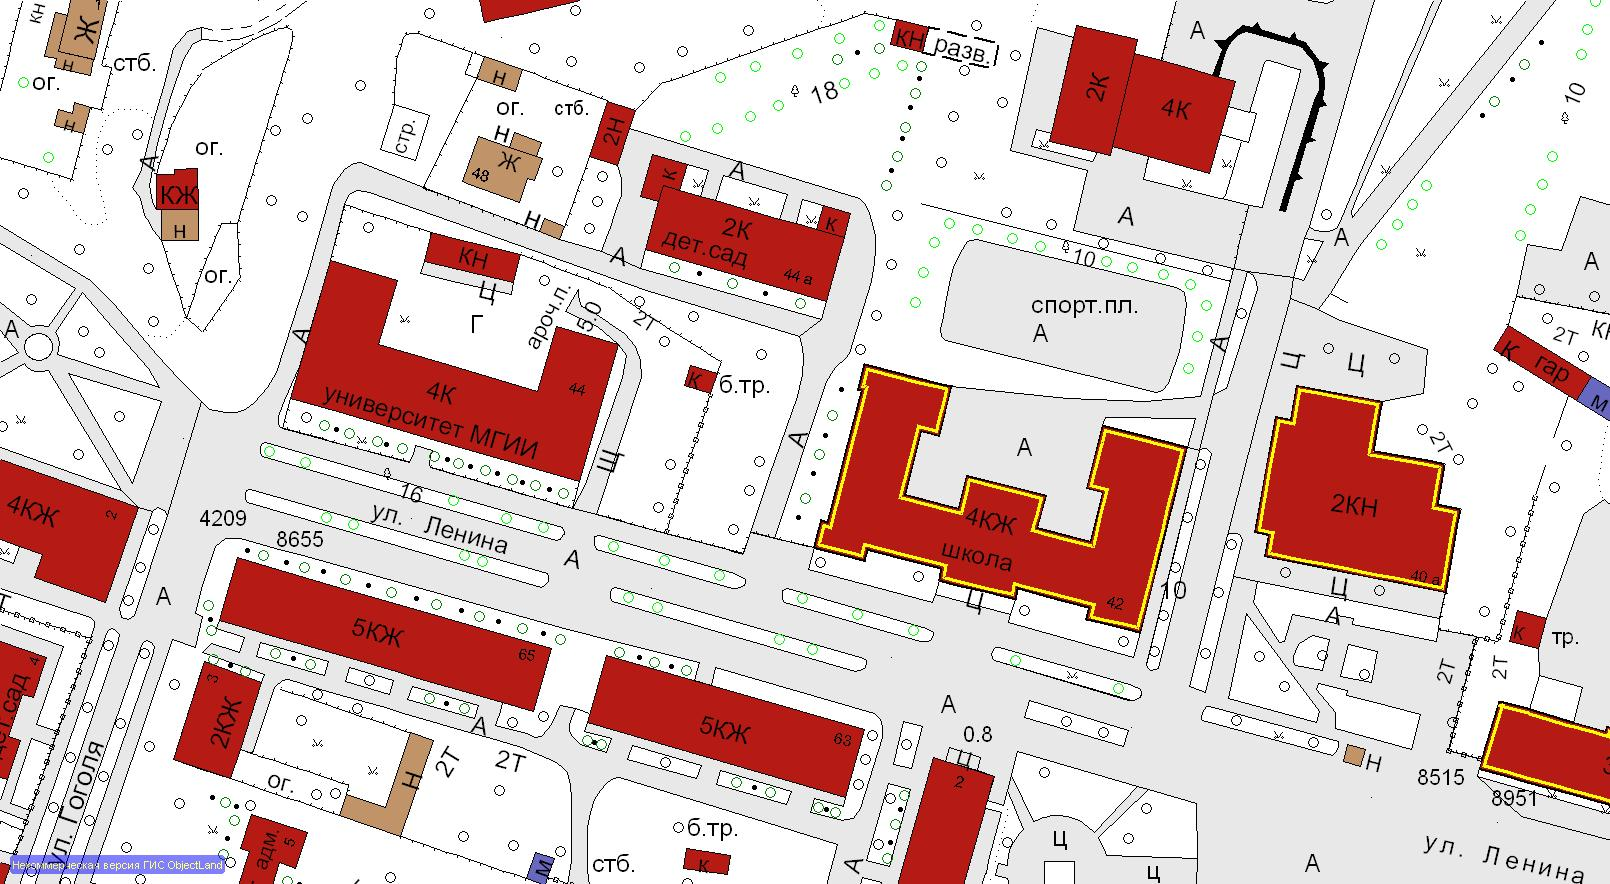 КН
Ж
н
стб.
ог.
н
А
ог.
КЖ
н
ог.
стр.
н
ог.
стб.
Н
Ж
48
2Н
н
к
А
2К
дет.сад
44 а
к
А
18
КН
разв.
2К
4К
А
А
А
10
10
спорт.пл.
А
А
КН
Ц
Г
ароч.п.
5.0
2Т
А
4К
университет МГИИ
44
К
б.тр.
А
Щ
16
ул. Ленина
А
А
4КЖ
2
4209
8655
А
4КЖ
школа
42
А
Ц
10
Ц
Ц
2Т
2КН
40 а
Ц
А
А
2Т
К
гар
м
К
тр.
2Т
2Т
5КЖ
65
3
2КЖ
А
2Т
2Т
ог.
Н
5КЖ
63
А
0.8
Ц
2
4
ул. Гоголя
адм.
5
м
стб.
б.тр.
к
А
Ц
Ц
А
Н
8515
8951
ул. Ленина
Некоммерческая версия ГИС ObjectLand